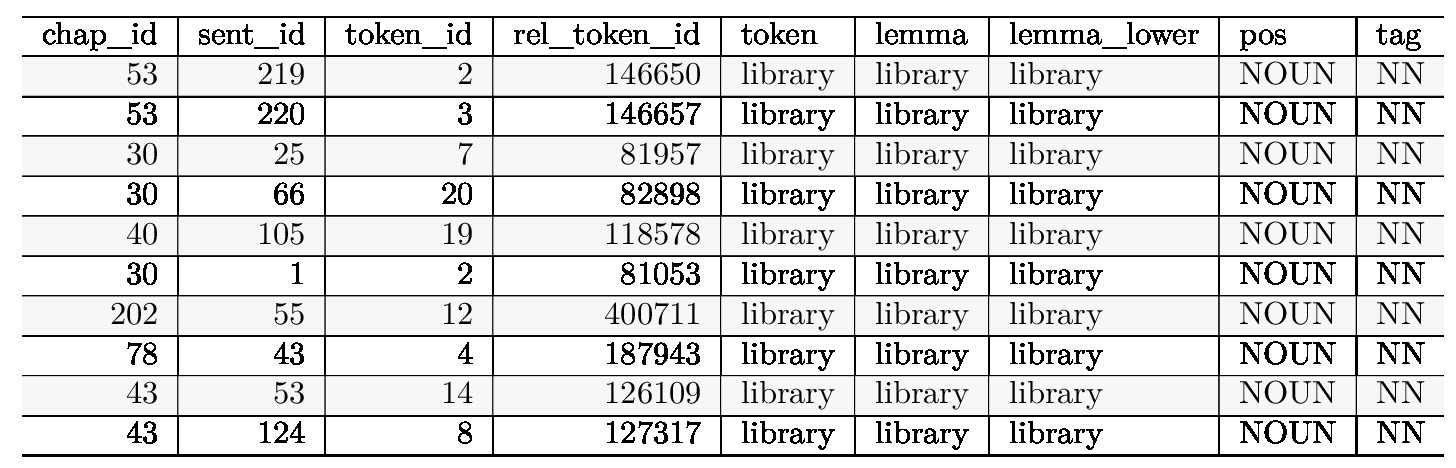 chap_id sent_id token_id rel_token_id token lemma lemma_lower pos tag
53 219 2 146650 library library library NOUN NN
53 220 3 146657 library library library NOUN NN
30 25 7 81957 library library library NOUN NN
30 66 20 82898 library library library NOUN NN
40 105 19 118578 library library library NOUN NN
30 1 2 81053 library library library NOUN NN
202 55 12 400711 library library library NOUN NN
78 43 4 187943 library library library NOUN NN
43 53 14 126109 library library library NOUN NN
43 124 8 127317 library library library NOUN NN